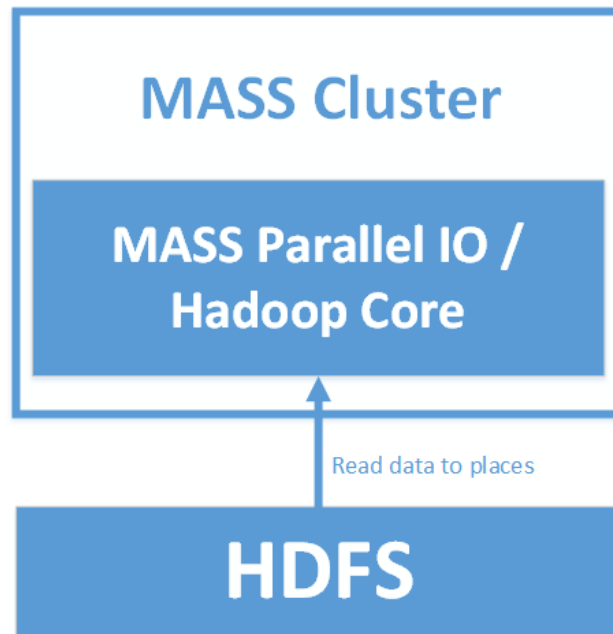 MASS Cluster
MASS Parallel IO /
Hadoop Core
Read data to places
HDFS